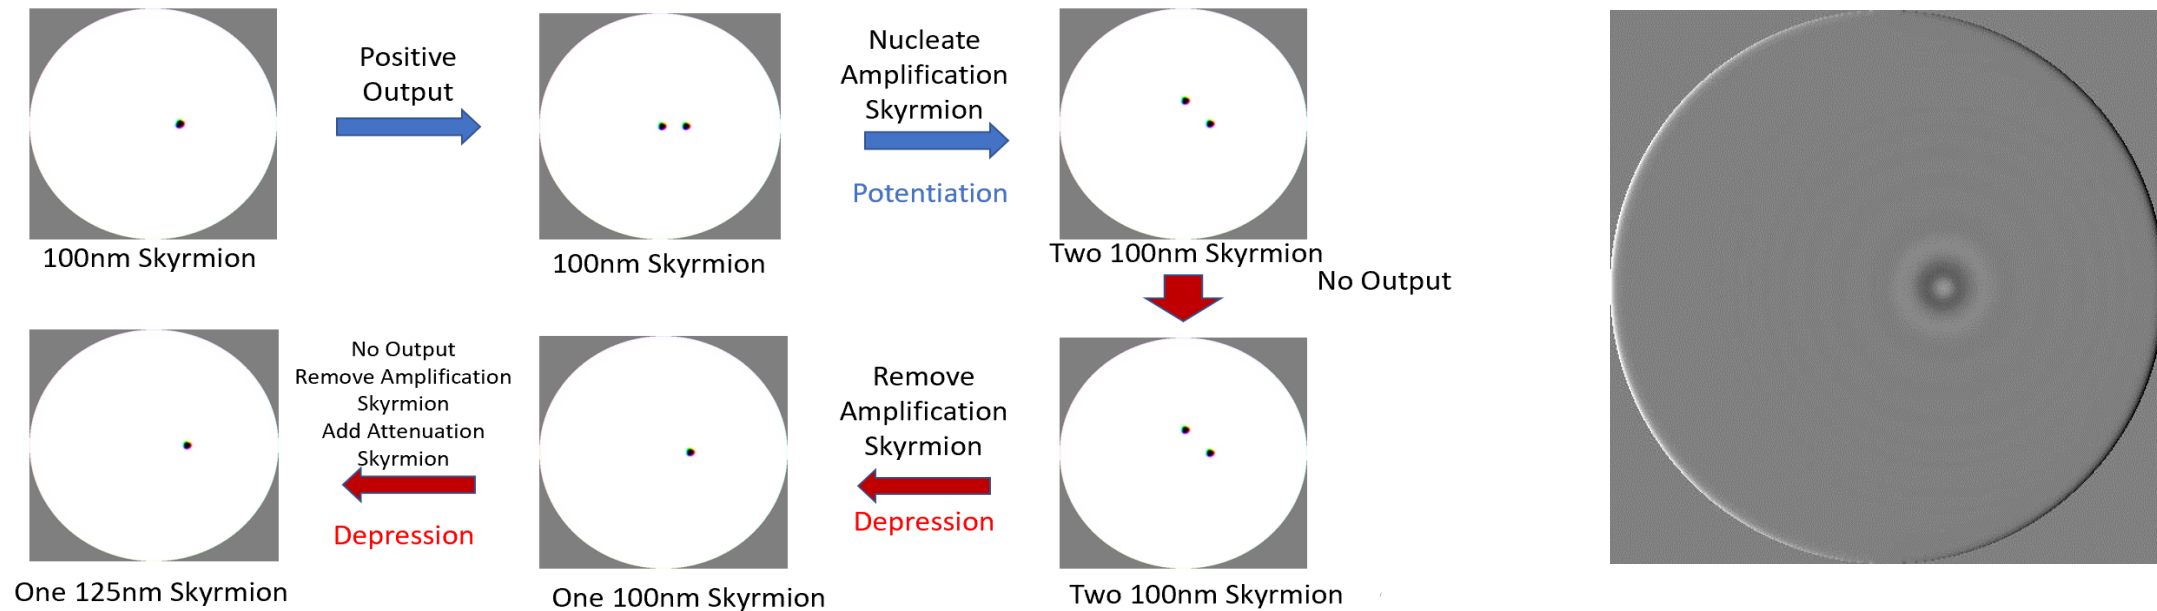 Positive
Output
Nucleate
Amplification
Skyrmion
Potentiation
100nm Skyrmion
100nm Skyrmion
Two 100nm Skyrmion
No Output
No Output
Remove Amplification
Skyrmion
Add Attenuation
Skyrmion
Depression
Remove
Amplification
Skyrmion
Depression
One 125nm Skyrmion
One 100nm Skyrmion
Two 100nm Skyrmion